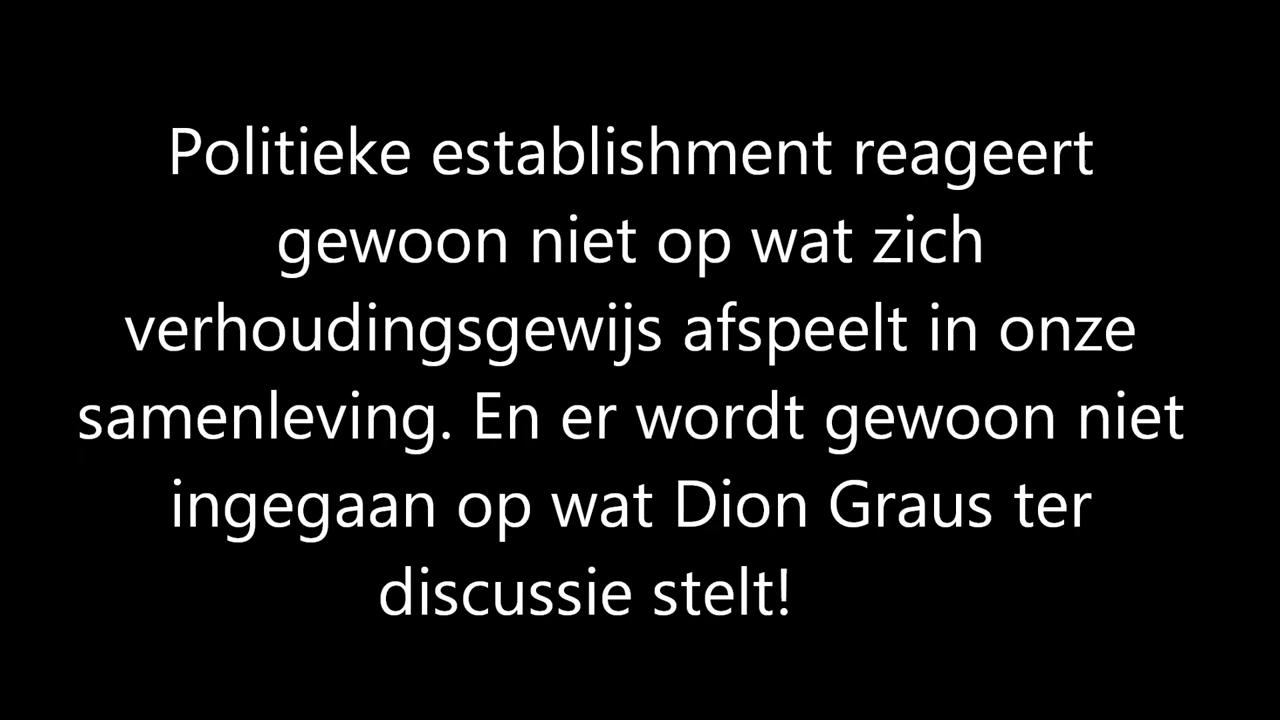 Politieke establishment reageert
gewoon niet op wat zich
verhoudingsgewijs afspeelt in onze
samenleving. En er wordt gewoon niet
ingegaan op wat Dion Graus ter
discussie stelt!